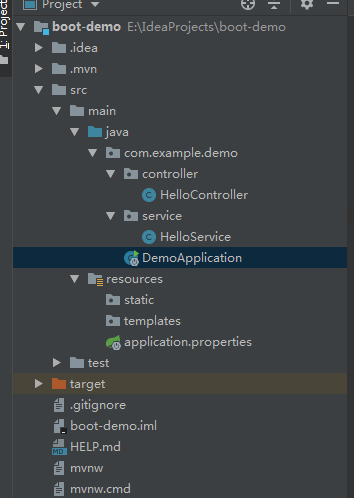 Project
1: Project
boot-demo E:\IdeaProjects\boot-demo
.idea
.mvn
src
main
java
com.example.demo
controller
HelloController
service
HelloService
DemoApplication
resources
static
templates
application.properties
test
target
.gitignore
boot-demo.iml
HELP.md
mvnw
mvnw.cmd